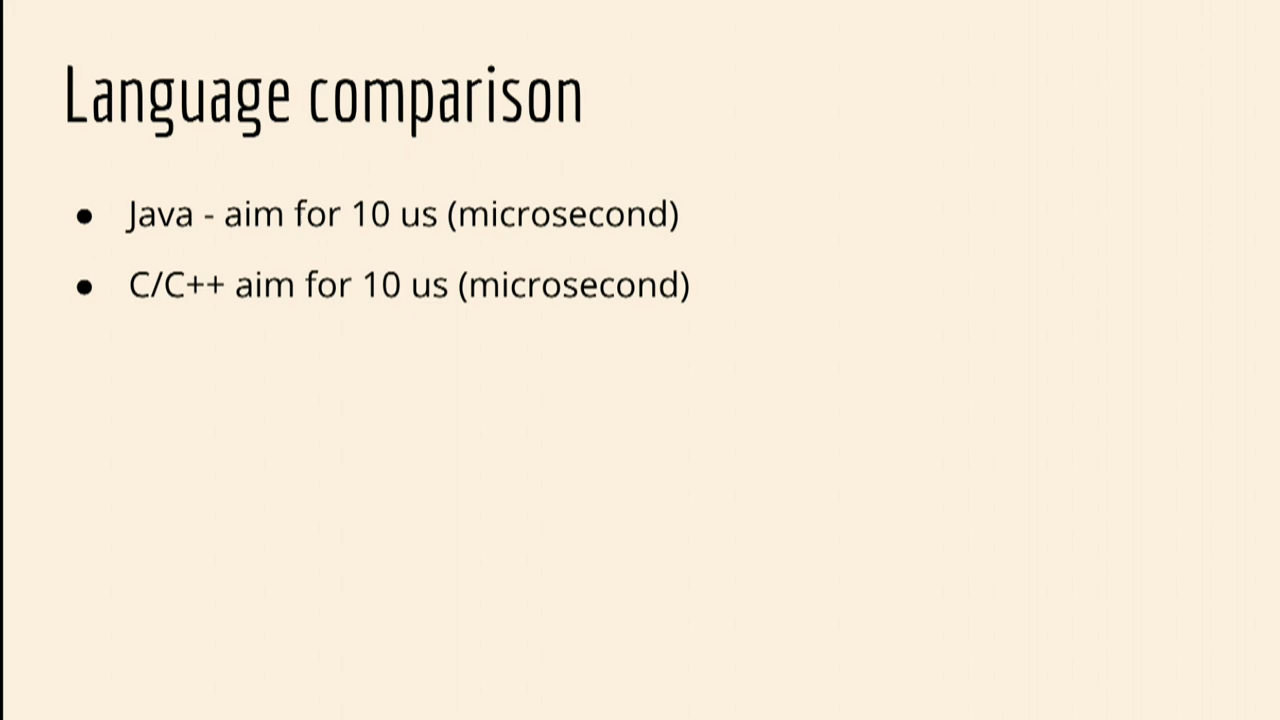 Language comparison
● Java - aim for 10 us (microsecond)
● C/C++ aim for 10 us (microsecond)